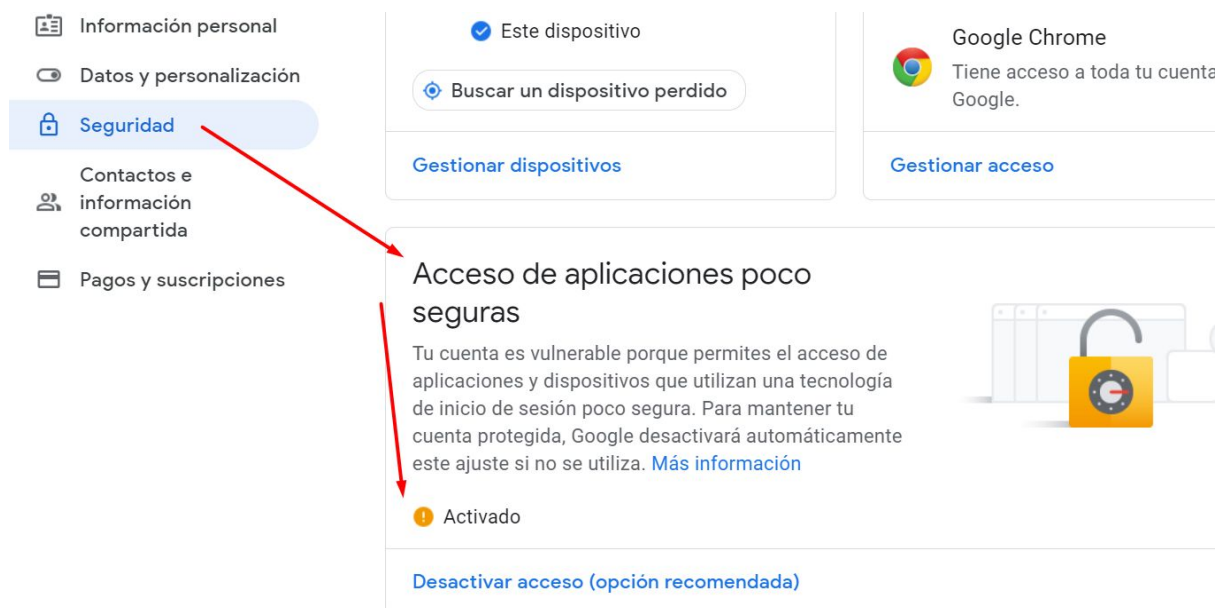 Información personal
Datos y personalización
Seguridad
Contactos e
información
compartida
Pagos y suscripciones
Este dispositivo
Buscar un dispositivo perdido
Gestionar dispositivos
Google Chrome
Tiene acceso a toda tu cuenta
Google.
Gestionar acceso
Acceso de aplicaciones poco
seguras
Tu cuenta es vulnerable porque permites el acceso de
aplicaciones y dispositivos que utilizan una tecnología
de inicio de sesión poco segura. Para mantener tu
cuenta protegida, Google desactivará automáticamente
este ajuste si no se utiliza. Más información
Activado
Desactivar acceso (opción recomendada)